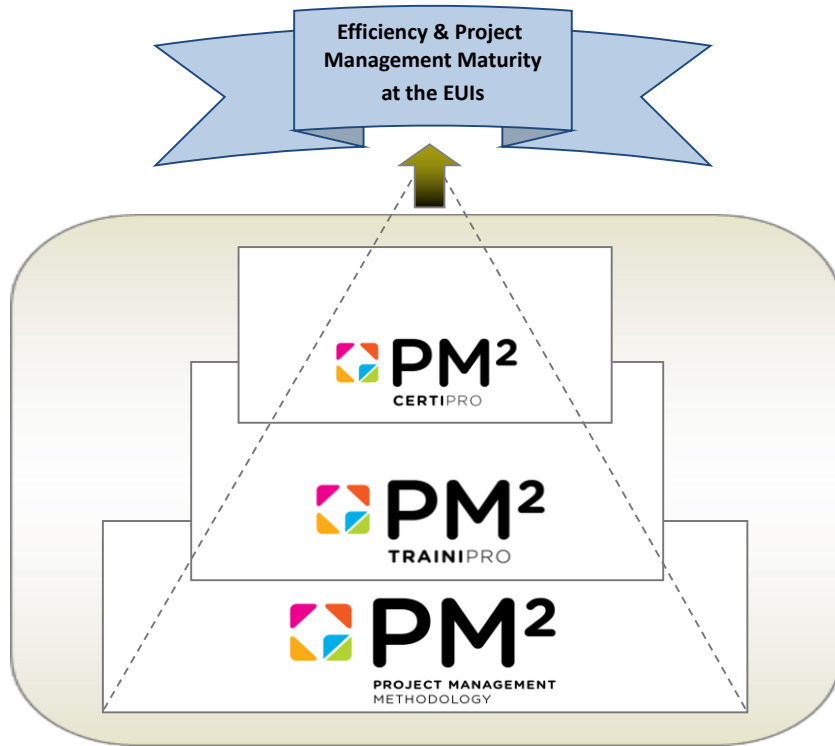 Efficiency & Project
Management Maturity
at the EUIs
PM²
CERTIPRO
PM²
TRAINIPRO
PM²
PROJECT MANAGEMENT
METHODOLOGY